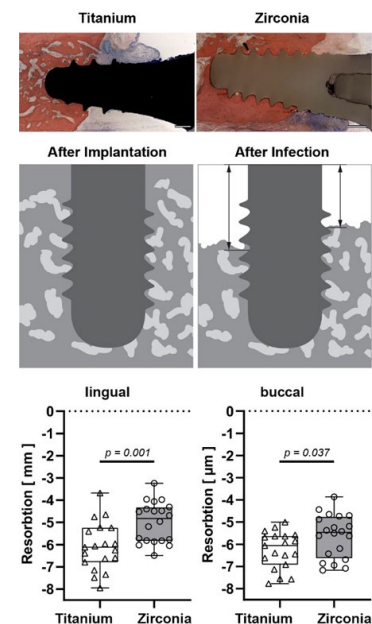 Titanium Zirconia
After Implantation After Infection
lingual buccal
0 0
-1 -1
-2 -2
p = 0.001 p = 0.037
-3 -3
-4 -4
-5 -5
-6 -6
-7 -7
-8 -8
Resorbtion [ mm ] Resorbtion [ µm ]
Titanium Zirconia Titanium Zirconia